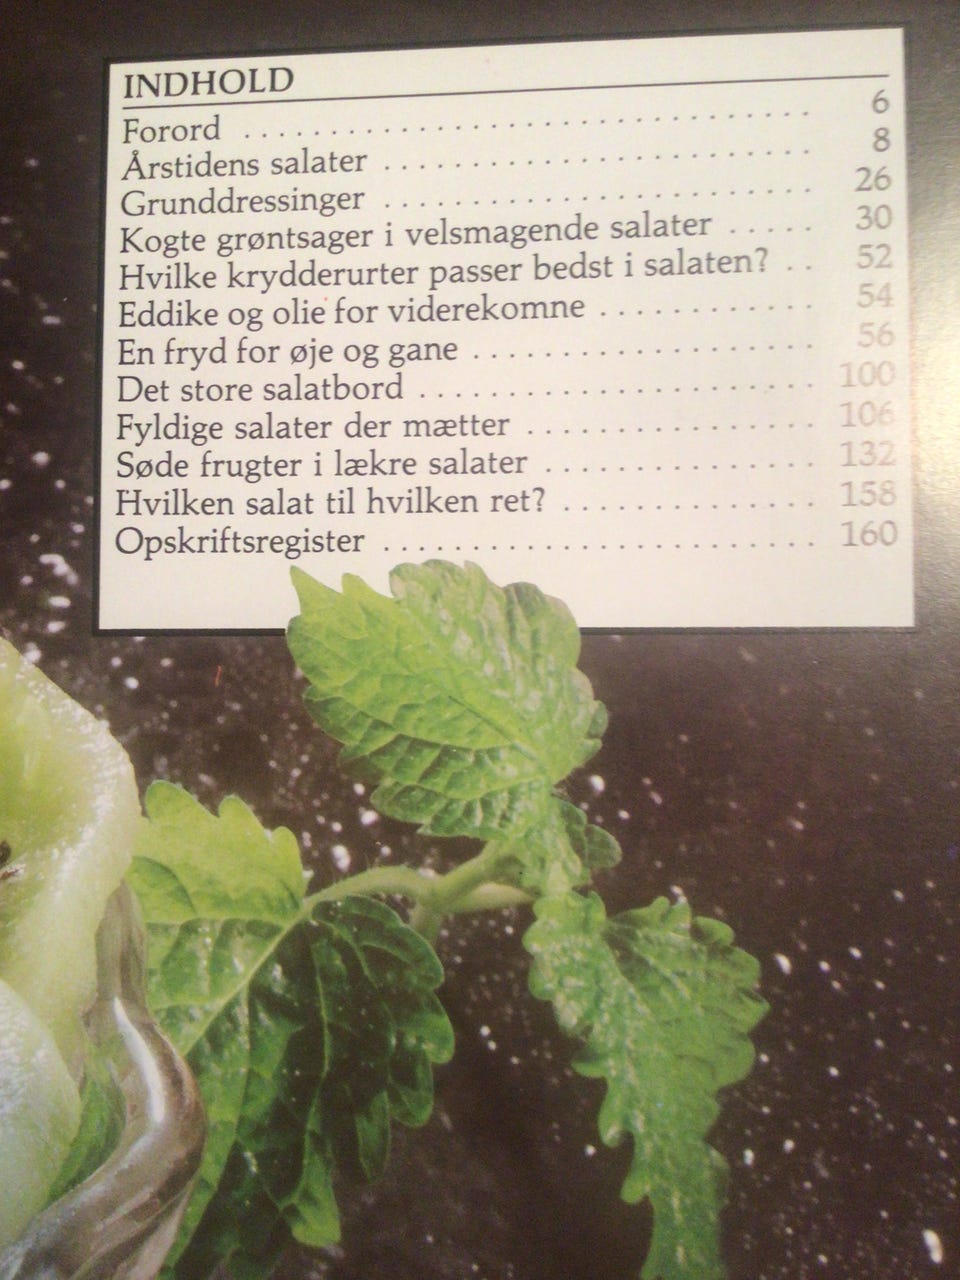 INDHOLD
Forord . . . . . . . . . . . . . . . . . . . . . . . . . . . . . . . . . 6
Årstidens salater . . . . . . . . . . . . . . . . . . . . . . . . . 8
Grunddressinger . . . . . . . . . . . . . . . . . . . . . . . . . 26
Kogte grøntsager i velsmagende salater . . . . . 30
Hvilke krydderurter passer bedst i salaten? . . 52
Eddike og olie for viderekomne . . . . . . . . . . . . . 54
En fryd for øje og gane . . . . . . . . . . . . . . . . . . . . 56
Det store salatbord . . . . . . . . . . . . . . . . . . . . . . . 100
Fyldige salater der mætter . . . . . . . . . . . . . . . . . 106
Søde frugter i lækre salater . . . . . . . . . . . . . . . . 132
Hvilken salat til hvilken ret? . . . . . . . . . . . . . . . 158
Opskriftsregister . . . . . . . . . . . . . . . . . . . . . . . . . 160